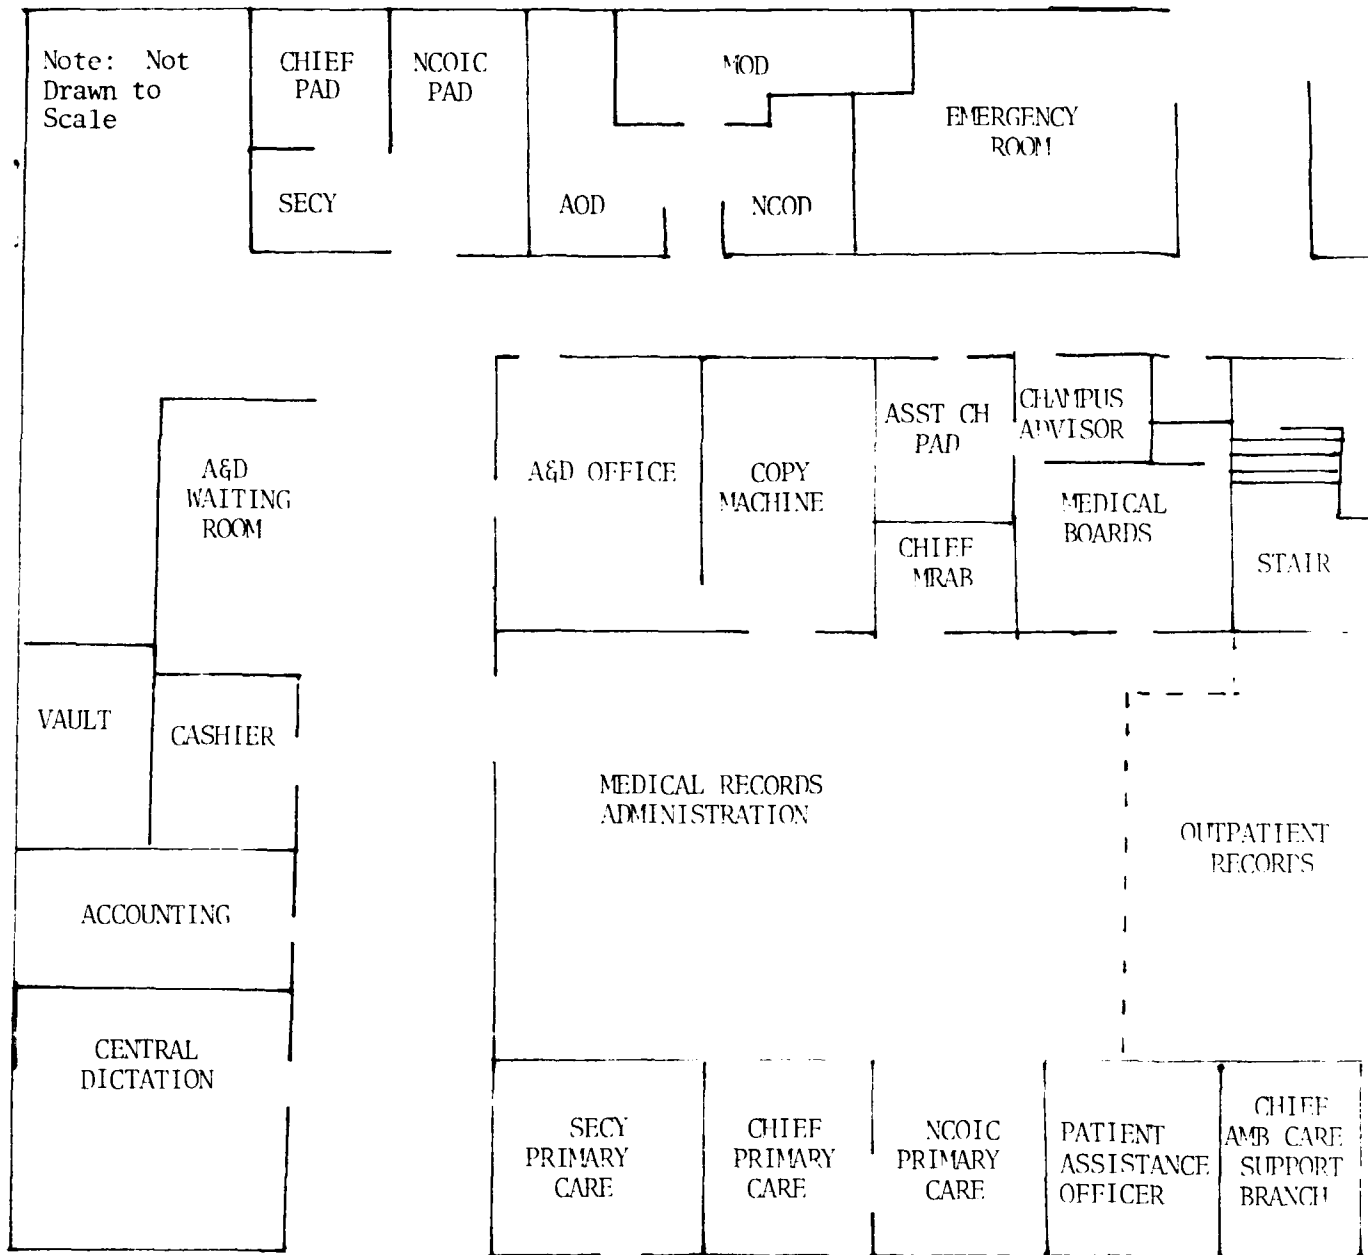 Note: Not
Drawn to
Scale
CHIEF
PAD
NCOIC
PAD
MOD
EMERGENCY
ROOM
SECY
AOD
NCOD
A&D
WAITING
ROOM
A&D OFFICE
COPY
MACHINE
ASST CH
PAD
CHAMPUS
ADVISOR
CHIEF
MRAB
MEDICAL
BOARDS
STAIR
VAULT
CASHIER
MEDICAL RECORDS
ADMINISTRATION
OUTPATIENT
RECORDS
ACCOUNTING
CENTRAL
DICTATION
SECY
PRIMARY
CARE
CHIEF
PRIMARY
CARE
NCOIC
PRIMARY
CARE
PATIENT
ASSISTANCE
OFFICER
CHIEF
AMB CARE
SUPPORT
BRANCH